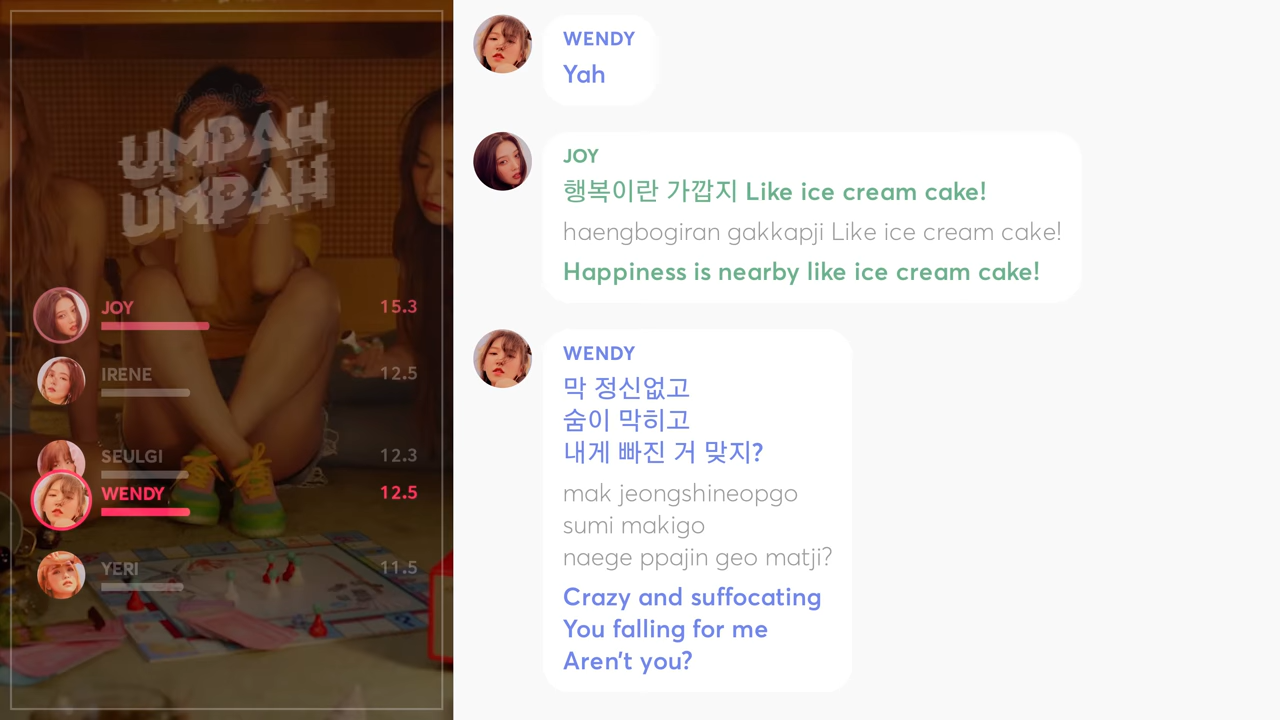 UMPAH
UMPAH
JOY 15.3
IRENE 12.5
SEULGI 12.3
WENDY 12.5
YERI 11.5
WENDY
Yah
JOY
행복이란 가깝지 Like ice cream cake!
haengbogiran gakkapji Like ice cream cake!
Happiness is nearby like ice cream cake!
WENDY
막 정신없고
숨이 막히고
내게 빠진 거 맞지?
mak jeongshineopgo
sumi makigo
naege ppajin geo matji?
Crazy and suffocating
You falling for me
Aren't you?